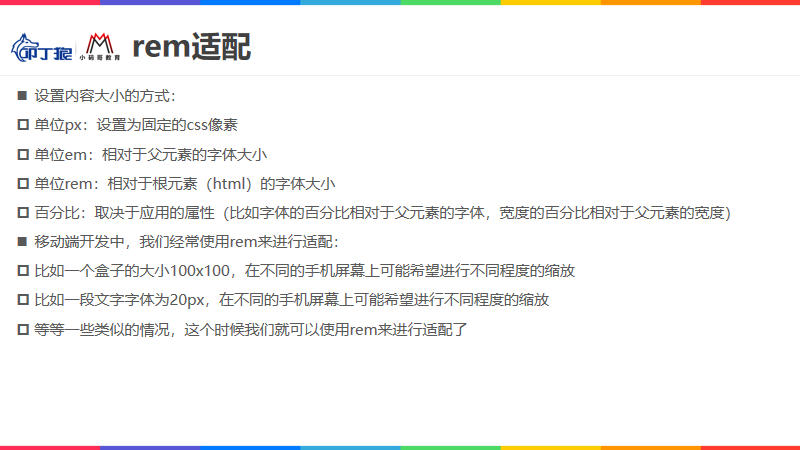 叩丁狼
小码哥教育
rem适配
■ 设置内容大小的方式：
□ 单位px：设置为固定的css像素
□ 单位em：相对于父元素的字体大小
□ 单位rem：相对于根元素（html）的字体大小
□ 百分比：取决于应用的属性（比如字体的百分比相对于父元素的字体，宽度的百分比相对于父元素的宽度）
■ 移动端开发中，我们经常使用rem来进行适配：
□ 比如一个盒子的大小100x100，在不同的手机屏幕上可能希望进行不同程度的缩放
□ 比如一段文字字体为20px，在不同的手机屏幕上可能希望进行不同程度的缩放
□ 等等一些类似的情况，这个时候我们就可以使用rem来进行适配了